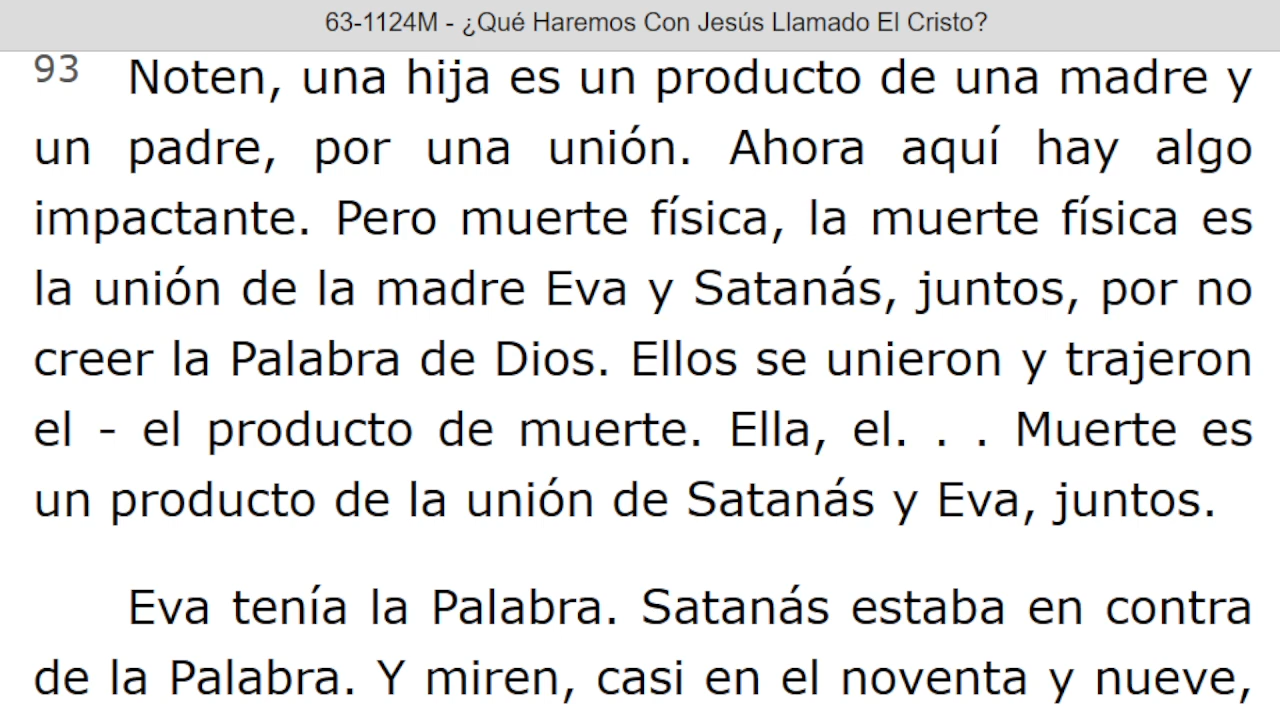 63-1124M - ¿Qué Haremos Con Jesús Llamado El Cristo?
93 Noten, una hija es un producto de una madre y
un padre, por una unión. Ahora aquí hay algo
impactante. Pero muerte física, la muerte física es
la unión de la madre Eva y Satanás, juntos, por no
creer la Palabra de Dios. Ellos se unieron y trajeron
el - el producto de muerte. Ella, el. . . Muerte es
un producto de la unión de Satanás y Eva, juntos.
Eva tenía la Palabra. Satanás estaba en contra
de la Palabra. Y miren, casi en el noventa y nueve,